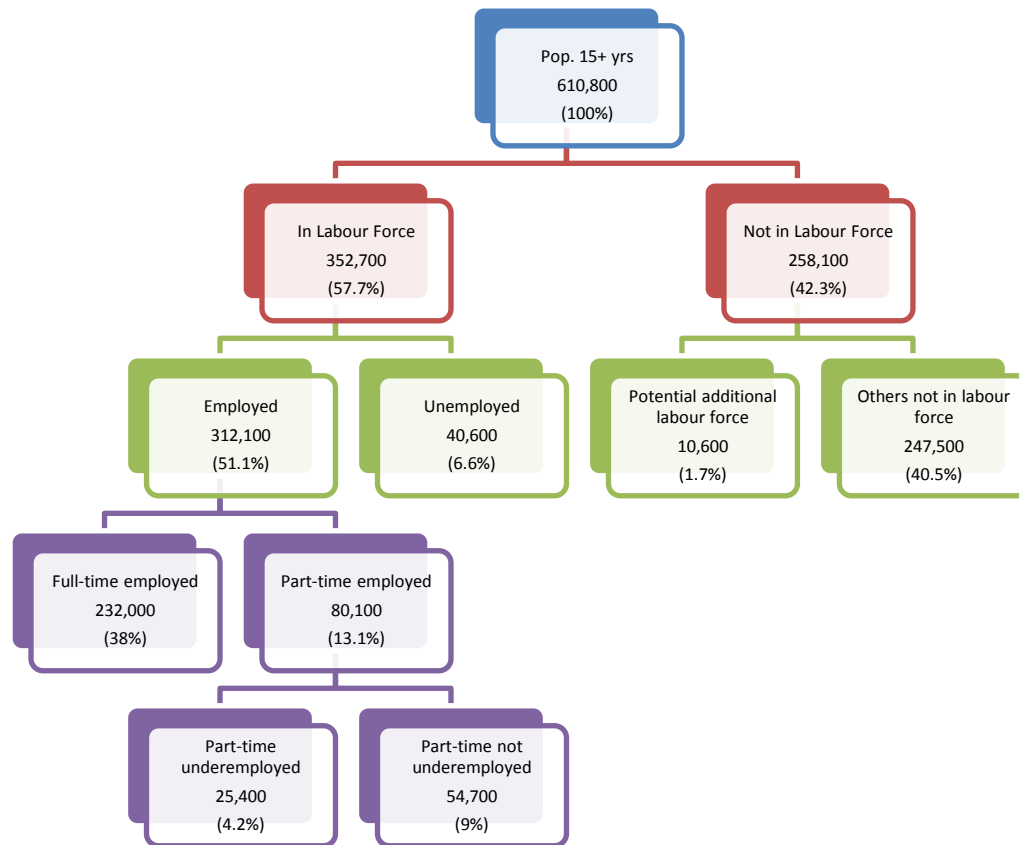 Pop. 15+ yrs
610,800
(100%)
In Labour Force
352,700
(57.7%)
Not in Labour Force
258,100
(42.3%)
Employed
312,100
(51.1%)
Unemployed
40,600
(6.6%)
Potential additional
labour force
10,600
(1.7%)
Others not in labour
force
247,500
(40.5%)
Full-time employed
232,000
(38%)
Part-time employed
80,100
(13.1%)
Part-time
underemployed
25,400
(4.2%)
Part-time not
underemployed
54,700
(9%)